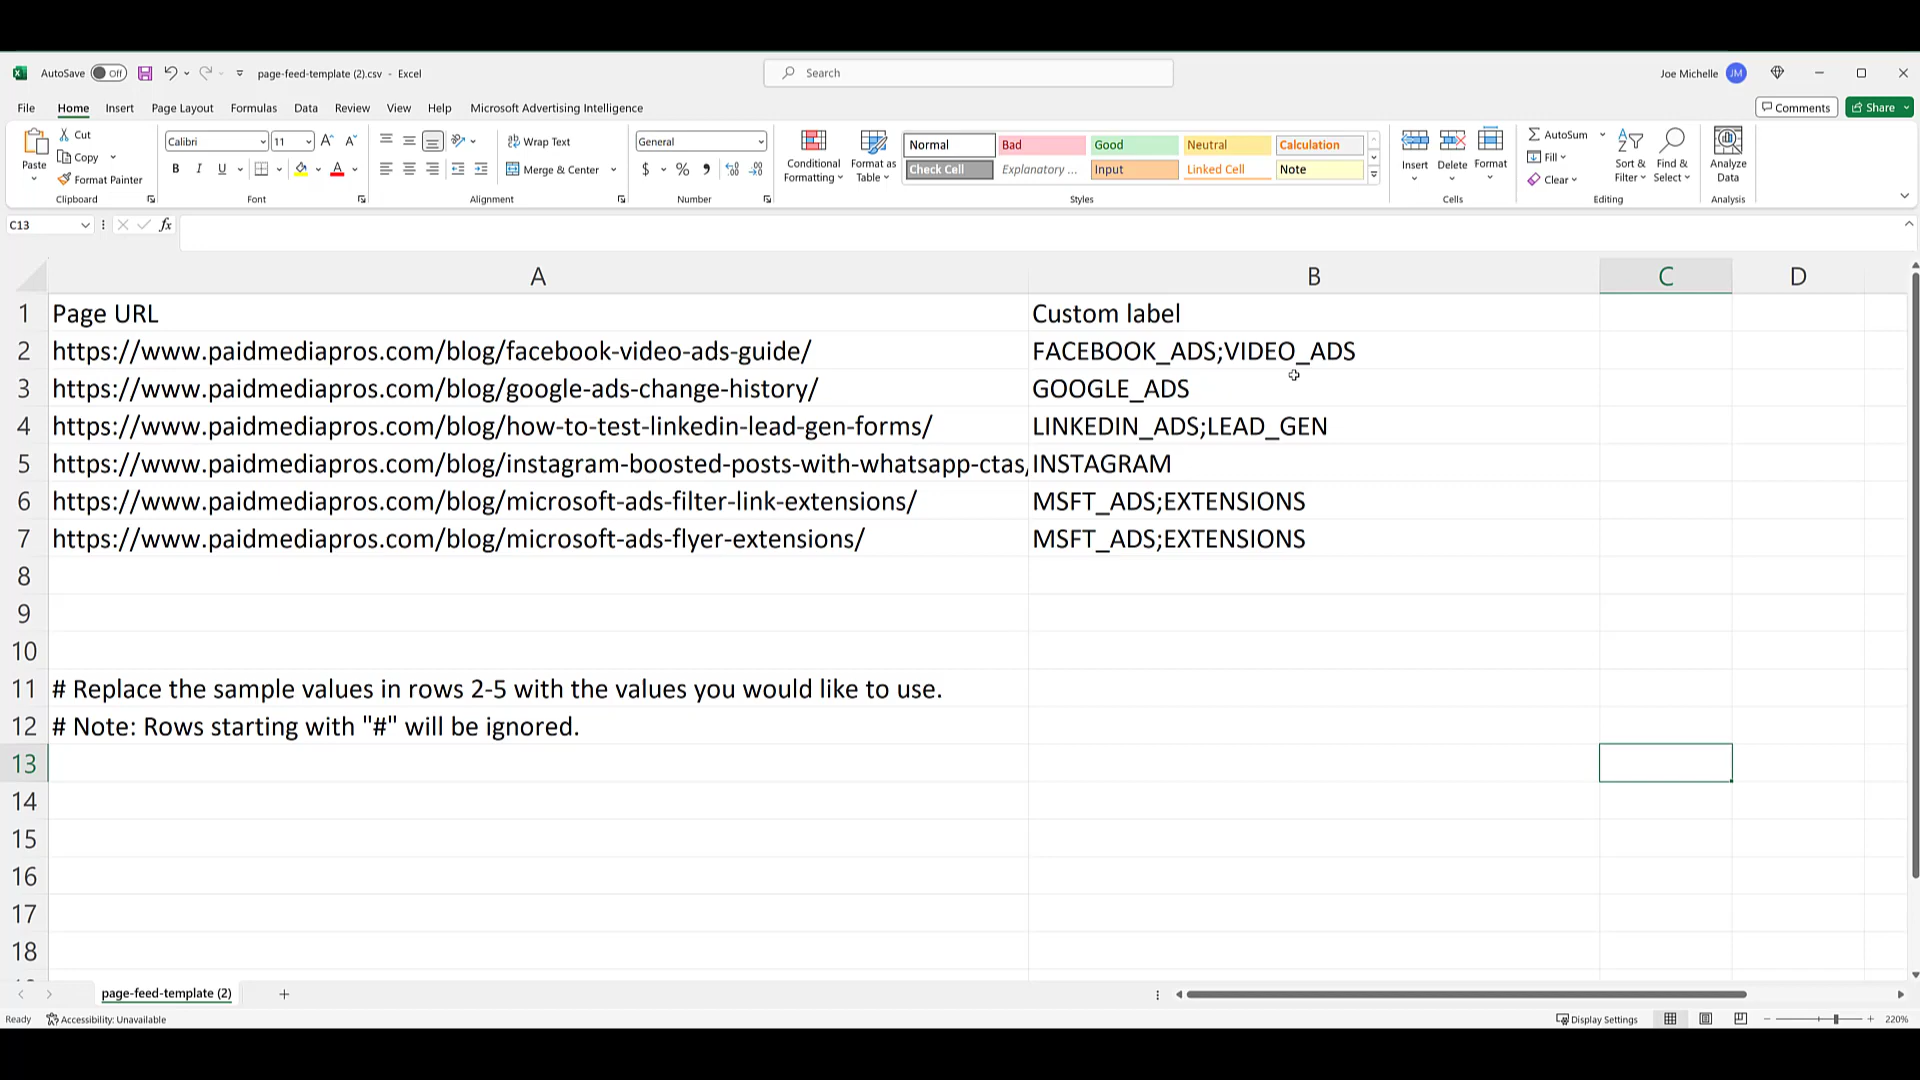 AutoSave Off page-feed-template (2).csv - Excel Search Joe Michelle JM
File Home Insert Page Layout Formulas Data Review View Help Microsoft Advertising Intelligence Comments Share
Paste Cut Copy Format Painter Clipboard
Calibri 11 B I U Font
Wrap Text Merge & Center Alignment
General $ % Number
Conditional Formatting Format as Table
Normal Bad Good Neutral Calculation
Check Cell Explanatory ... Input Linked Cell Note
Styles
Insert Delete Format Cells
AutoSum Fill Clear Sort & Filter Find & Select Editing
Analyze Data Analysis
C13 fx
A B C D
1 Page URL Custom label
2 https://www.paidmediapros.com/blog/facebook-video-ads-guide/ FACEBOOK_ADS;VIDEO_ADS
3 https://www.paidmediapros.com/blog/google-ads-change-history/ GOOGLE_ADS
4 https://www.paidmediapros.com/blog/how-to-test-linkedin-lead-gen-forms/ LINKEDIN_ADS;LEAD_GEN
5 https://www.paidmediapros.com/blog/instagram-boosted-posts-with-whatsapp-ctas/ INSTAGRAM
6 https://www.paidmediapros.com/blog/microsoft-ads-filter-link-extensions/ MSFT_ADS;EXTENSIONS
7 https://www.paidmediapros.com/blog/microsoft-ads-flyer-extensions/ MSFT_ADS;EXTENSIONS
8
9
10
11 # Replace the sample values in rows 2-5 with the values you would like to use.
12 # Note: Rows starting with "#" will be ignored.
13
14
15
16
17
18
page-feed-template (2)
Ready Accessibility: Unavailable Display Settings 220%